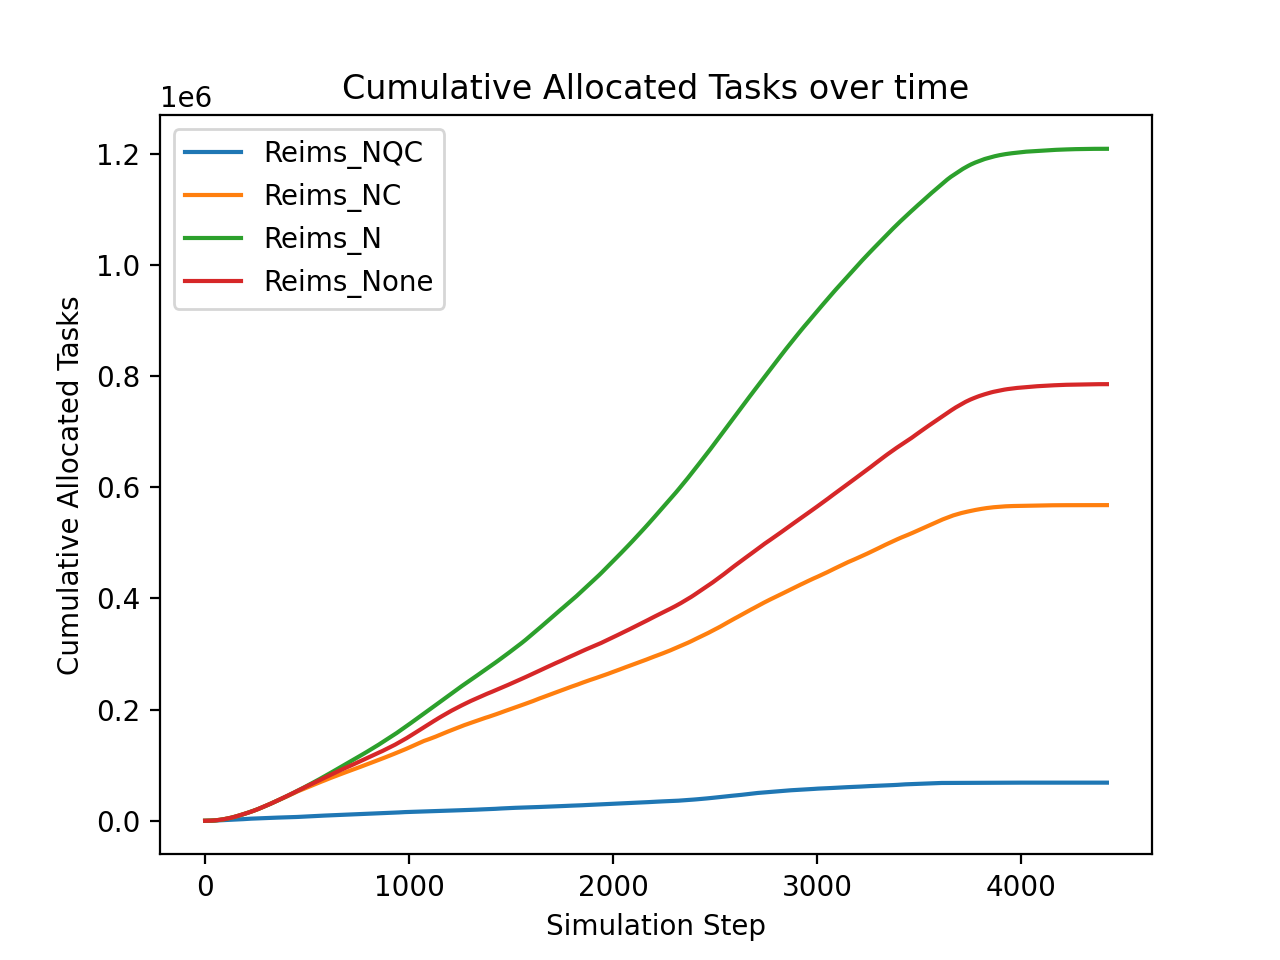 Cumulative Allocated Tasks over time
1e6
Reims_NQC
Reims_NC
Reims_N
Reims_None
Cumulative Allocated Tasks
1.2
1.0
0.8
0.6
0.4
0.2
0.0
0 1000 2000 3000 4000
Simulation Step